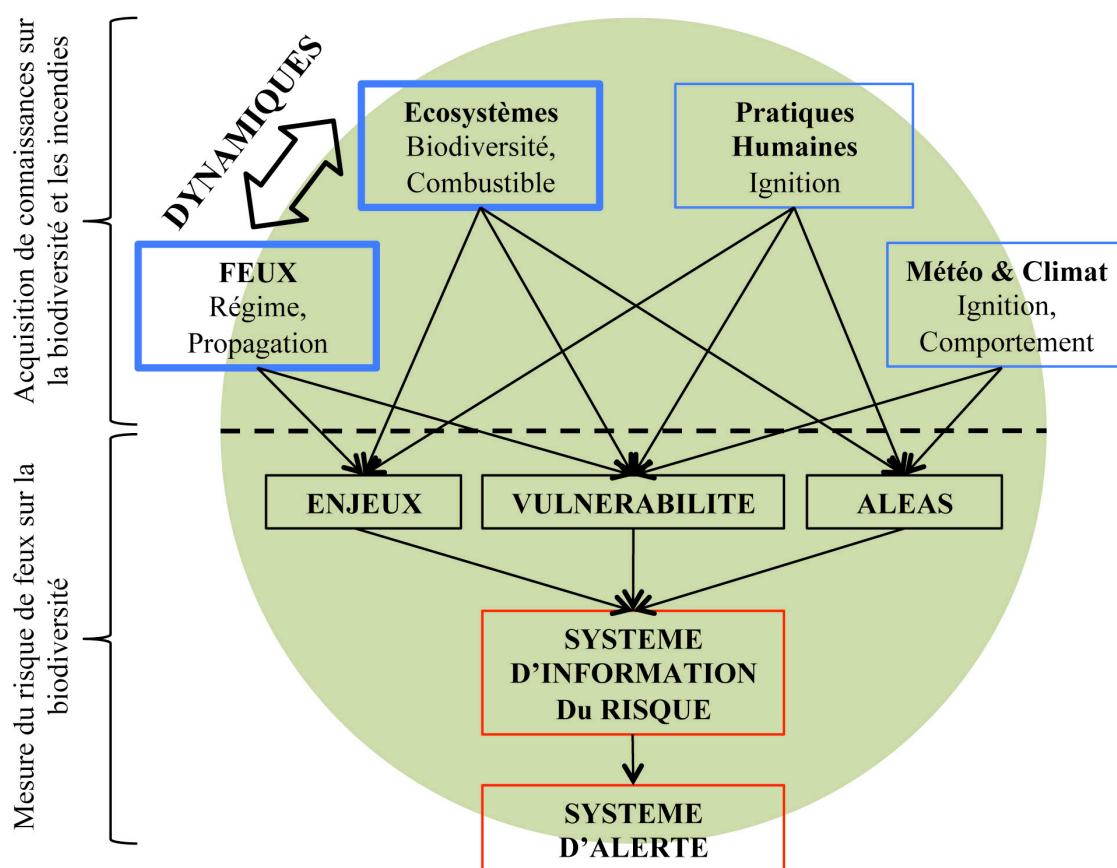 Acquisition de connaissances sur
la biodiversité et les incendies
DYNAMIQUES
Ecosystèmes
Biodiversité,
Combustible
Pratiques
Humaines
Ignition
FEUX
Régime,
Propagation
Météo & Climat
Ignition,
Comportement
Mesure du risque de feux sur la
biodiversité
ENJEUX
VULNERABILITE
ALEAS
SYSTEME
D’INFORMATION
Du RISQUE
SYSTEME
D’ALERTE